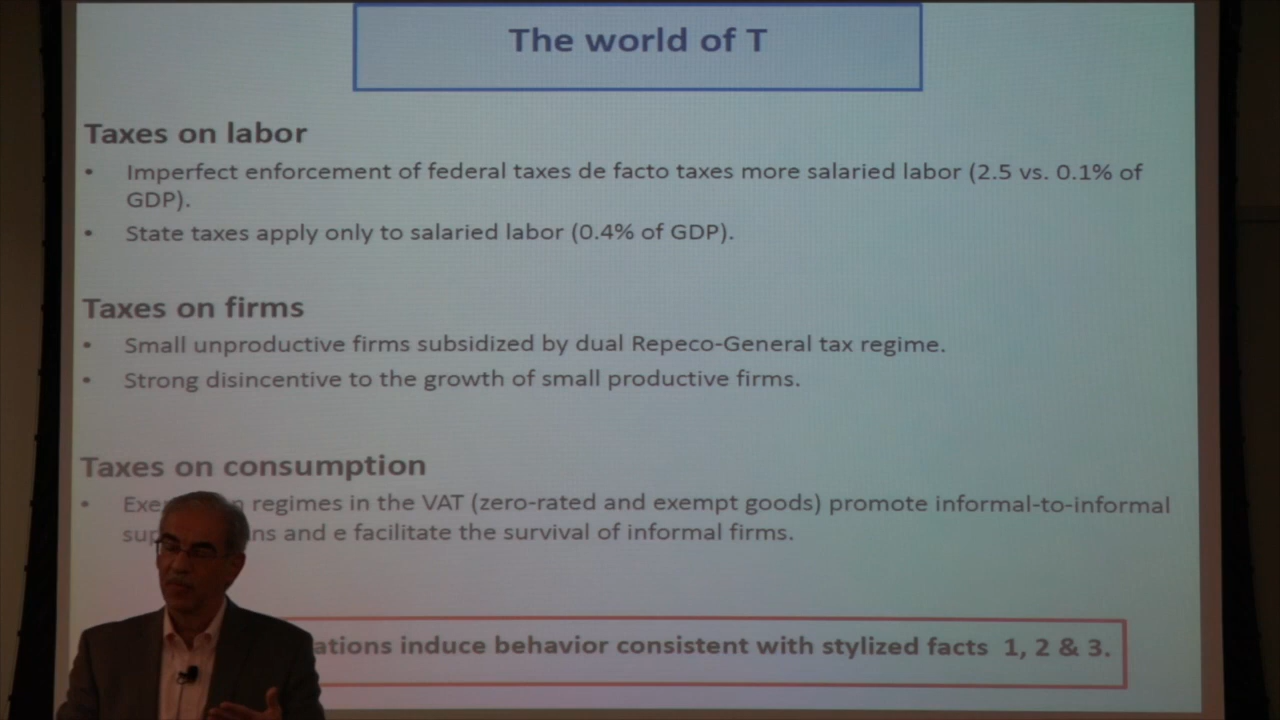 The world of T
Taxes on labor
• Imperfect enforcement of federal taxes de facto taxes more salaried labor (2.5 vs. 0.1% of
GDP).
• State taxes apply only to salaried labor (0.4% of GDP).
Taxes on firms
• Small unproductive firms subsidized by dual Repeco-General tax regime.
• Strong disincentive to the growth of small productive firms.
Taxes on consumption
• regimes in the VAT (zero-rated and exempt goods) promote informal-to-informal
and e facilitate the survival of informal firms.
induce behavior consistent with stylized facts 1, 2 & 3.